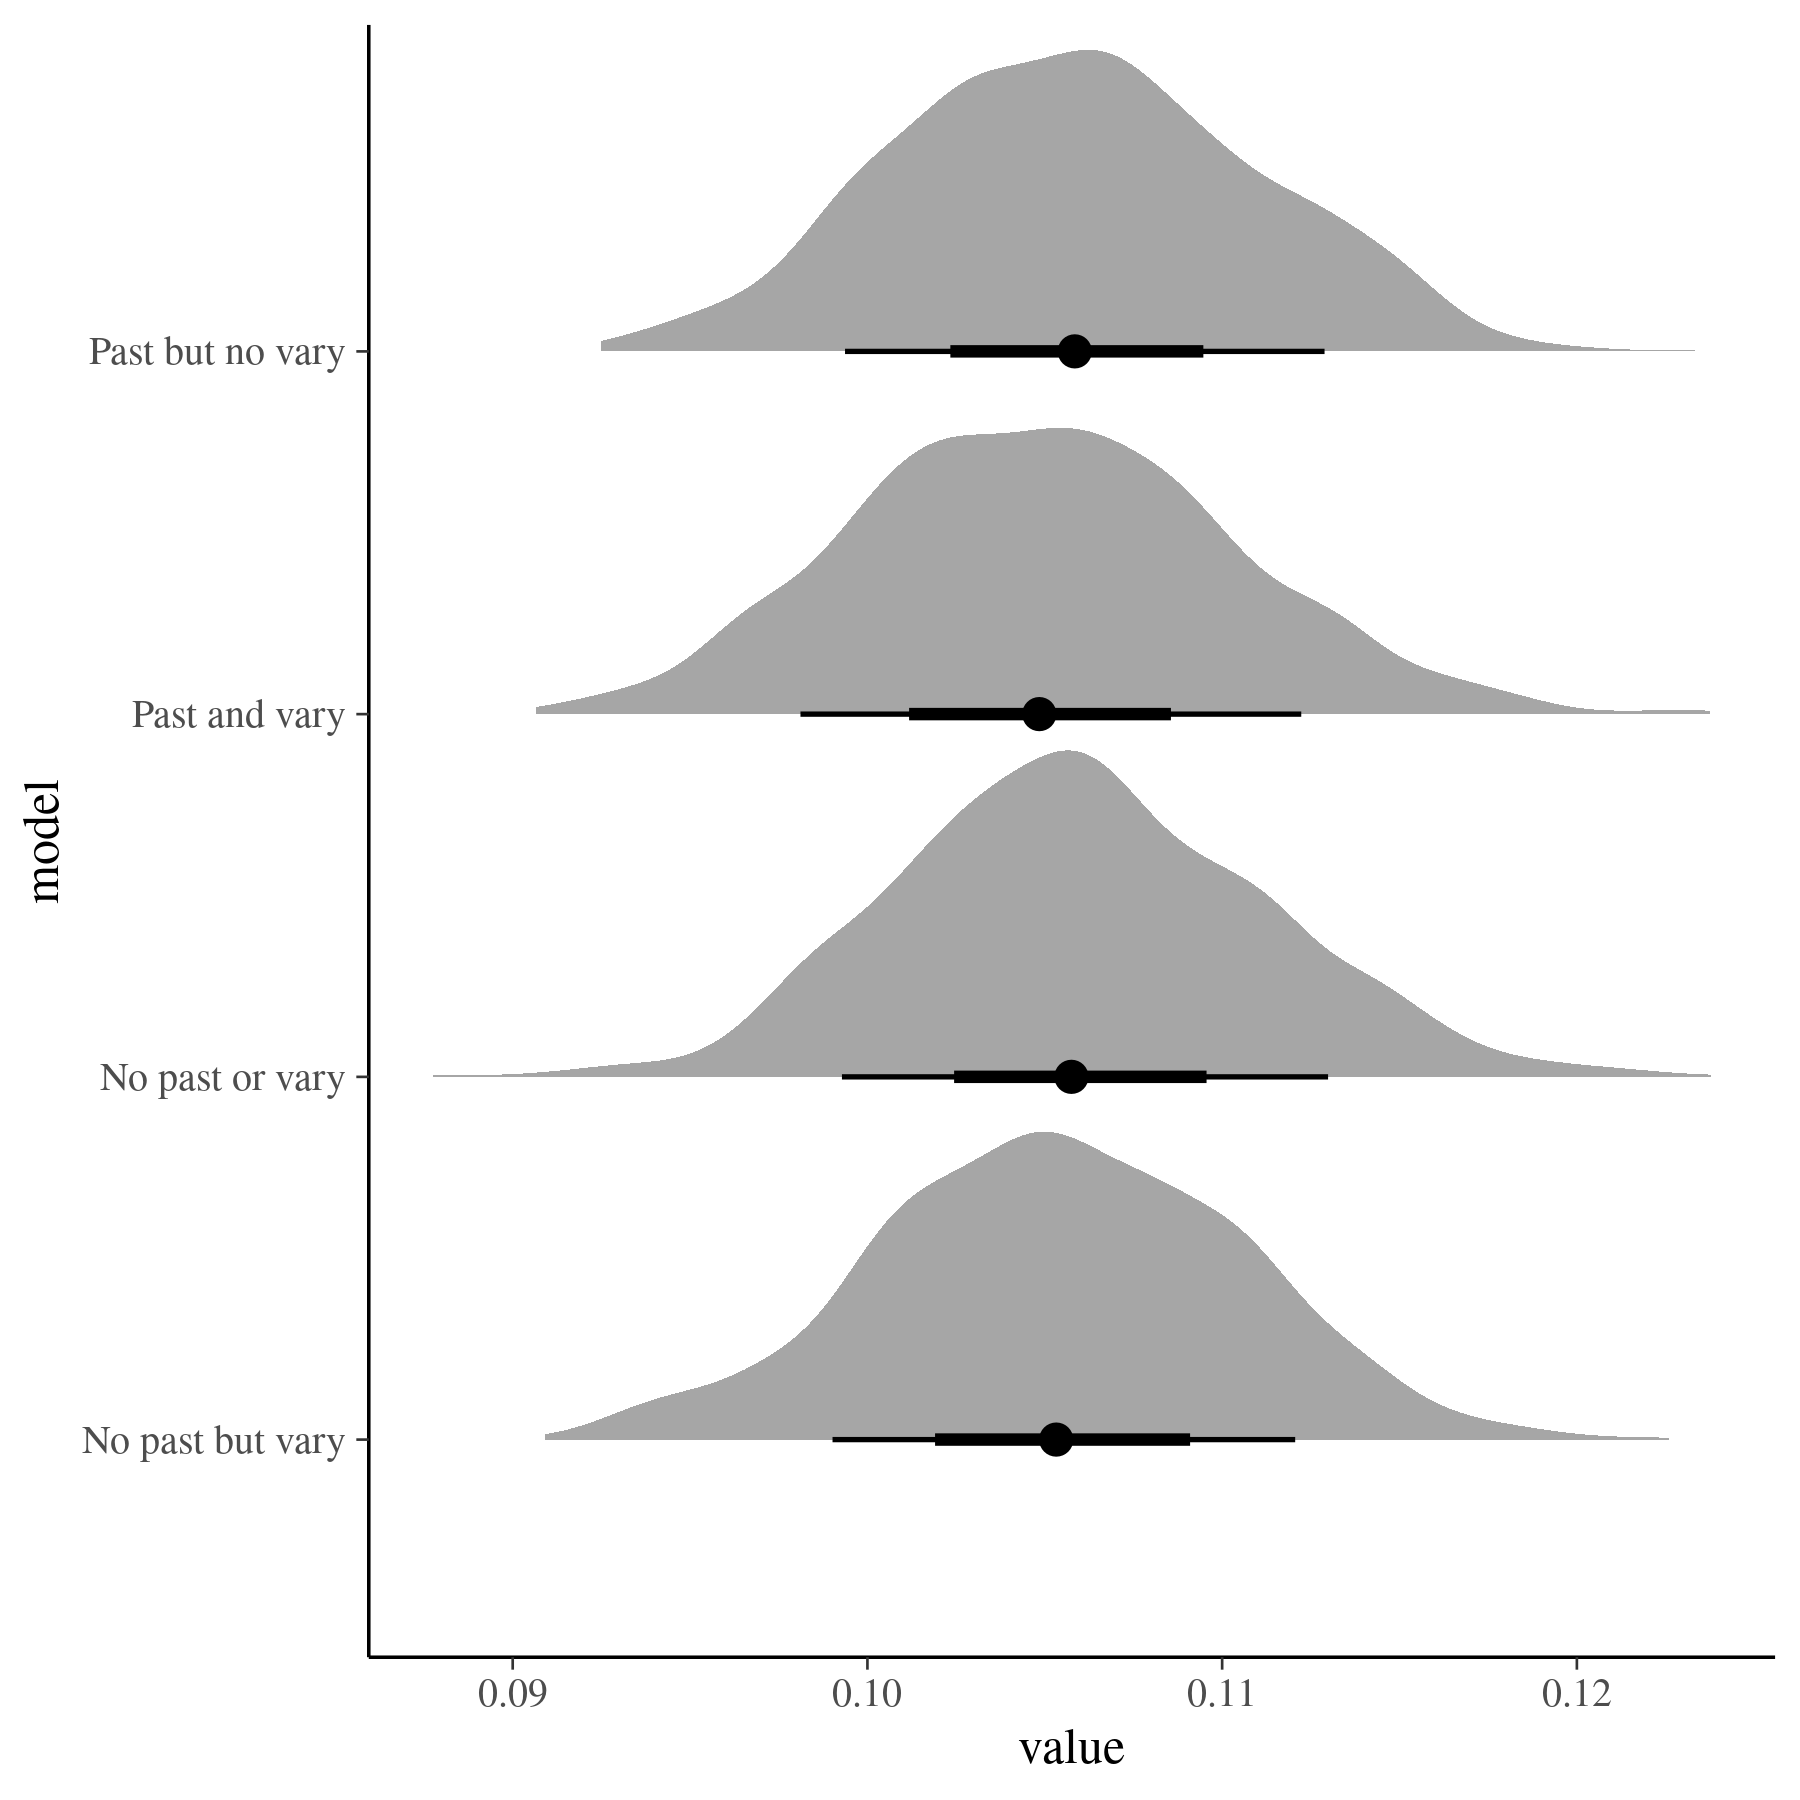 Past but no vary
Past and vary
No past or vary
No past but vary
model
0.09 0.10 0.11 0.12
value